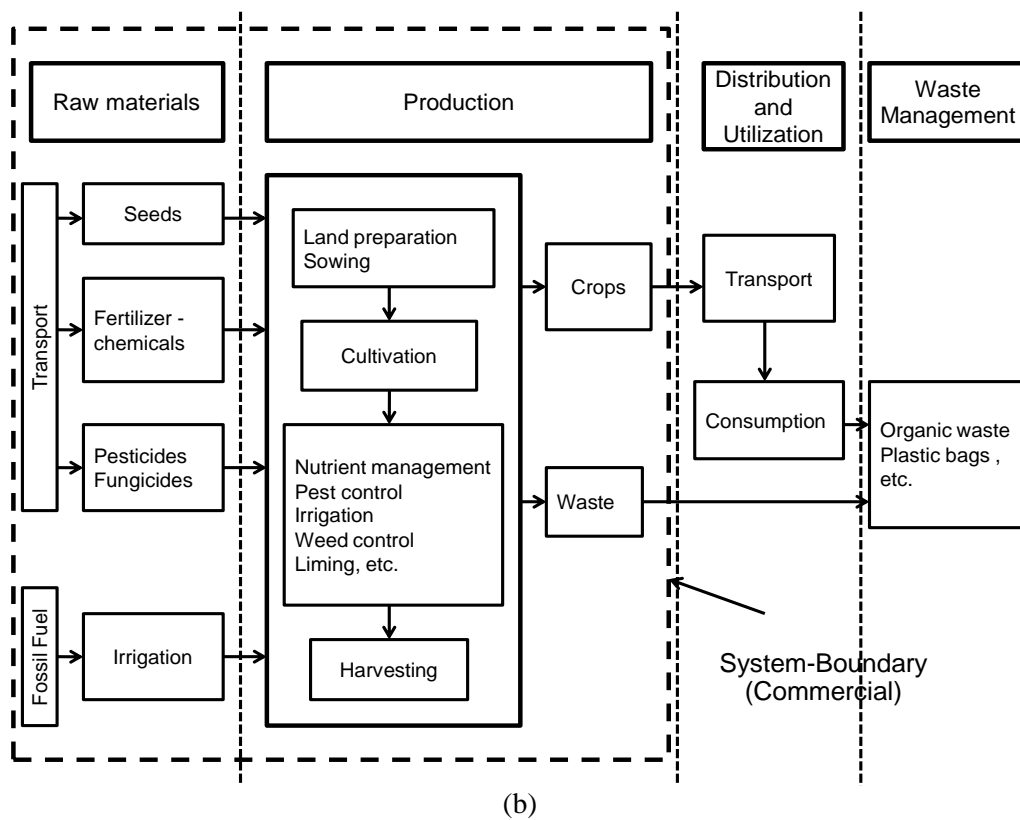 Raw materials
Production
Distribution
and
Utilization
Waste
Management
Transport
Seeds
Fertilizer -
chemicals
Pesticides
Fungicides
Fossil Fuel
Irrigation
Land preparation
Sowing
Cultivation
Nutrient management
Pest control
Irrigation
Weed control
Liming, etc.
Harvesting
Crops
Waste
Transport
Consumption
Organic waste
Plastic bags ,
etc.
System-Boundary
(Commercial)
(b)